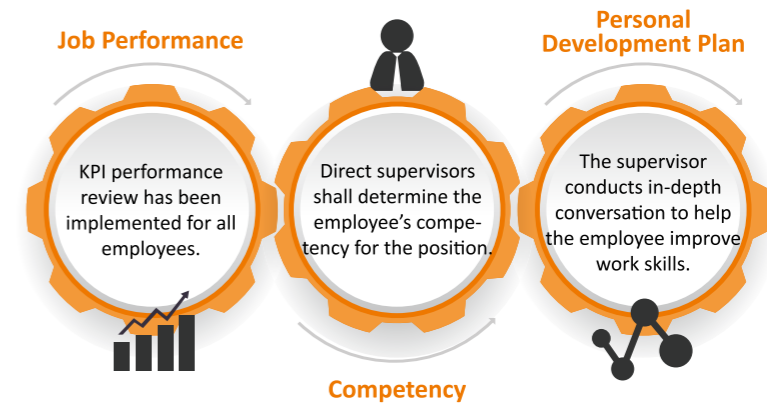 Job Performance
KPI performance
review has been
implemented for all
employees.
Direct supervisors
shall determine the
employee’s compe-
tency for the position.
Competency
Personal
Development Plan
The supervisor
conducts in-depth
conversation to help
the employee improve
work skills.